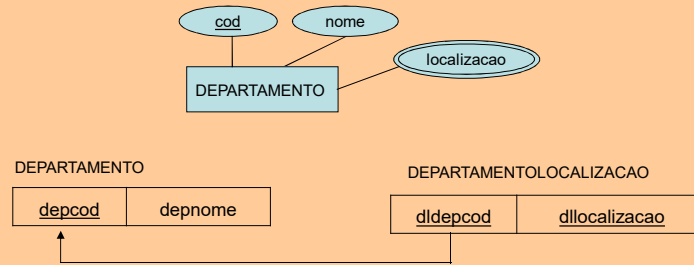 cod
nome
localizacao
DEPARTAMENTO
DEPARTAMENTO
DEPARTAMENTOLOCALIZACAO
depcod depnome
dldepcod dllocalizacao